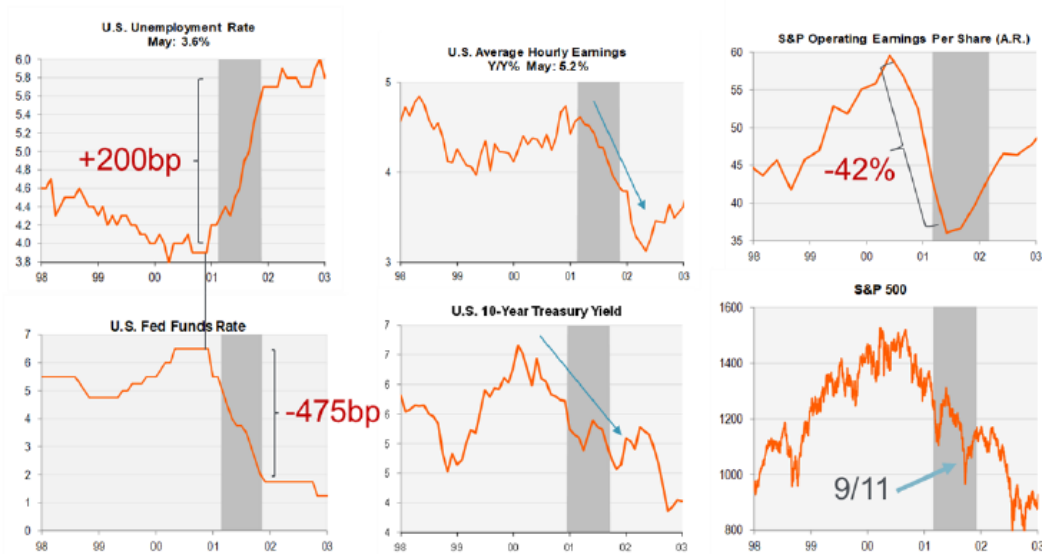 U.S. Unemployment Rate
May: 3.6%
6.0
5.8
5.6
5.4
5.2
5.0
4.8
4.6
4.4
4.2
4.0
3.8
+200bp
98 99 00 01 02 03
U.S. Average Hourly Earnings
Y/Y% May: 5.2%
5
4
3
98 99 00 01 02 03
S&P Operating Earnings Per Share (A.R.)
60
55
50
45
40
35
-42%
98 99 00 01 02 03
U.S. Fed Funds Rate
7
6
5
4
3
2
1
0
-475bp
98 99 00 01 02 03
U.S. 10-Year Treasury Yield
7
7
6
6
5
5
4
4
98 99 00 01 02 03
S&P 500
1600
1400
1200
1000
800
9/11
98 99 00 01 02 03